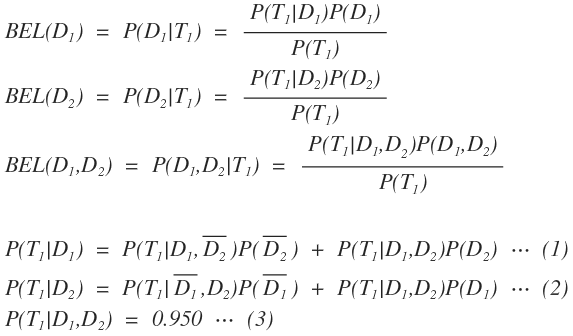 BEL(D₁) = P(D₁|T₁) = P(T₁|D₁)P(D₁) / P(T₁)
BEL(D₂) = P(D₂|T₁) = P(T₁|D₂)P(D₂) / P(T₁)
BEL(D₁,D₂) = P(D₁,D₂|T₁) = P(T₁|D₁,D₂)P(D₁,D₂) / P(T₁)
P(T₁|D₁) = P(T₁|D₁,D̅₂)P(D̅₂) + P(T₁|D₁,D₂)P(D₂) ⋯ (1)
P(T₁|D₂) = P(T₁|D̅₁,D₂)P(D̅₁) + P(T₁|D₁,D₂)P(D₁) ⋯ (2)
P(T₁|D₁,D₂) = 0.950 ⋯ (3)